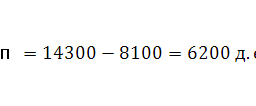 п = 14300 − 8100 = 6200 д.